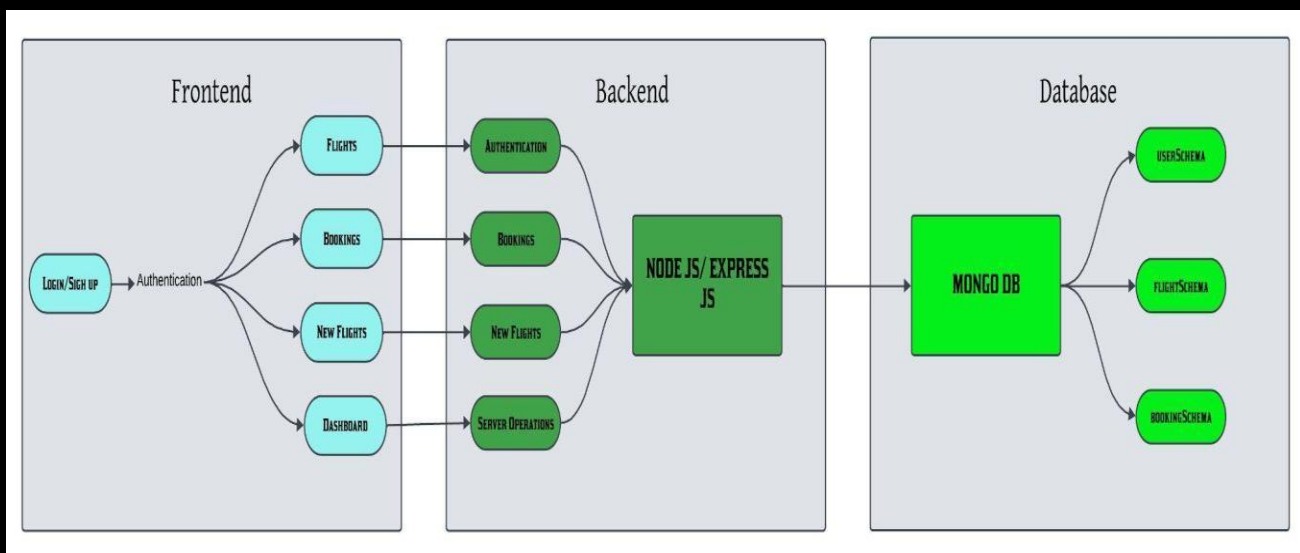 Frontend
Backend
Database
FLIGHTS
AUTHENTICATION
USERSCHEMA
BOOKINGS
BOOKINGS
LOGIN/SIGH UP
Authentication
NODE JS/ EXPRESS
JS
MONGO DB
FLIGHTSCHEMA
NEW FLIGHTS
NEW FLIGHTS
DASHBOARD
SERVER OPERATIONS
BOOKINGSCHEMA